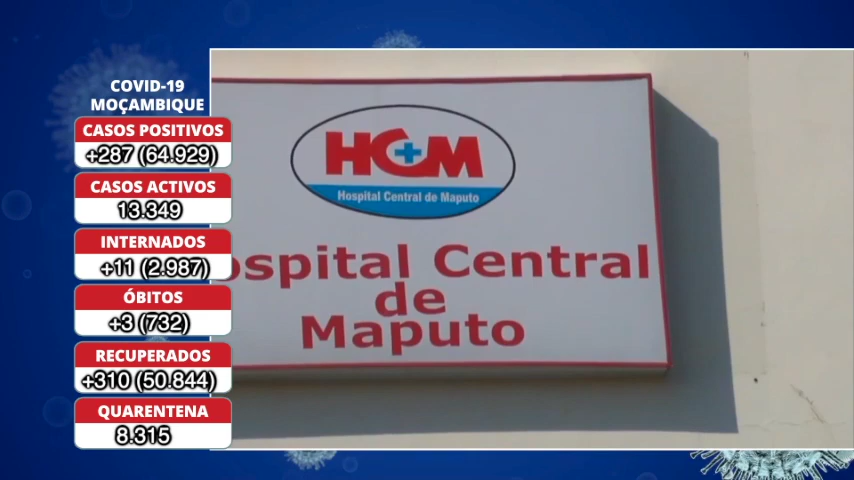 COVID-19
MOÇAMBIQUE
CASOS POSITIVOS
+287 (64.929)
CASOS ACTIVOS
13.349
INTERNADOS
+11 (2.987)
ÓBITOS
+3 (732)
RECUPERADOS
+310 (50.844)
QUARENTENA
8.315
HCM
Hospital Central de Maputo
ospital Central
de
Maputo